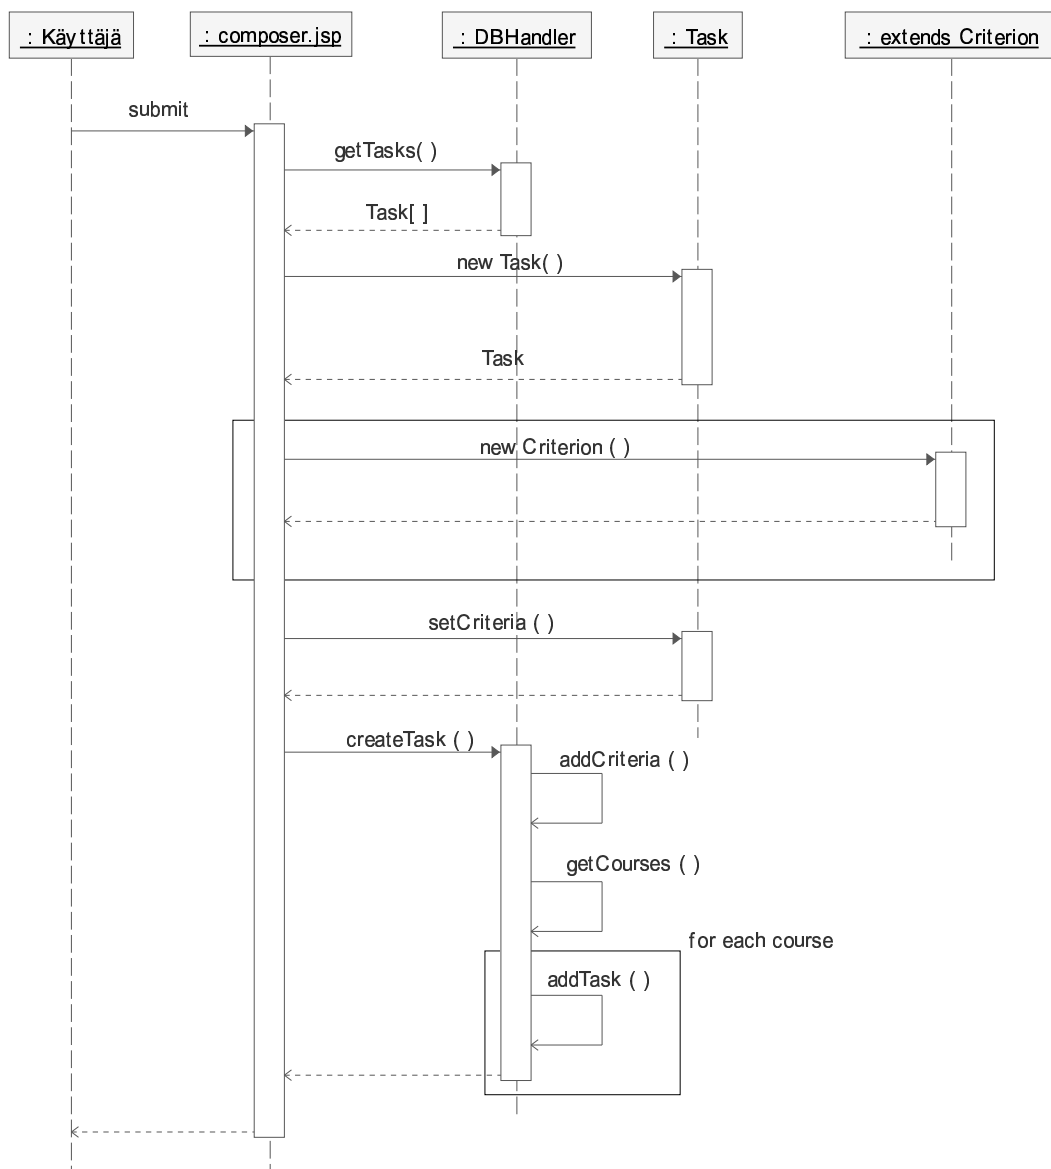 : Käyttäjä
: composer.jsp
: DBHandler
: Task
: extends Criterion
submit
getTasks( )
Task[ ]
new Task( )
Task
new Criterion ( )
setCriteria ( )
createTask ( )
addCriteria ( )
getCourses ( )
for each course
addTask ( )